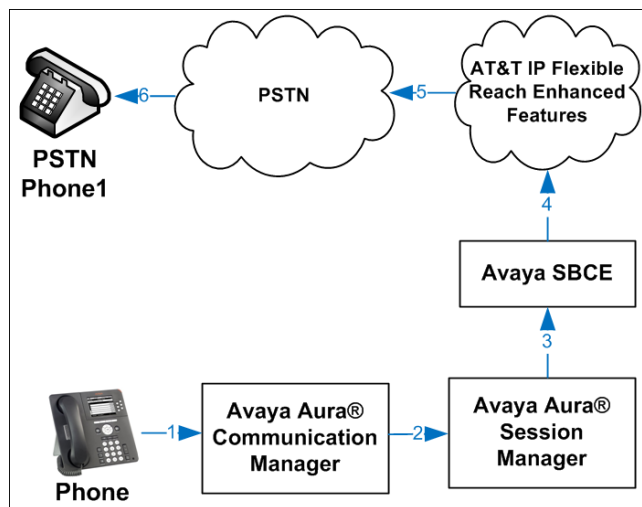 AT&T IP Flexible
Reach Enhanced
Features
PSTN
6
5
PSTN
Phone1
4
Avaya SBCE
3
Avaya Aura®
Communication
Manager
Avaya Aura®
Session
Manager
1
2
Phone